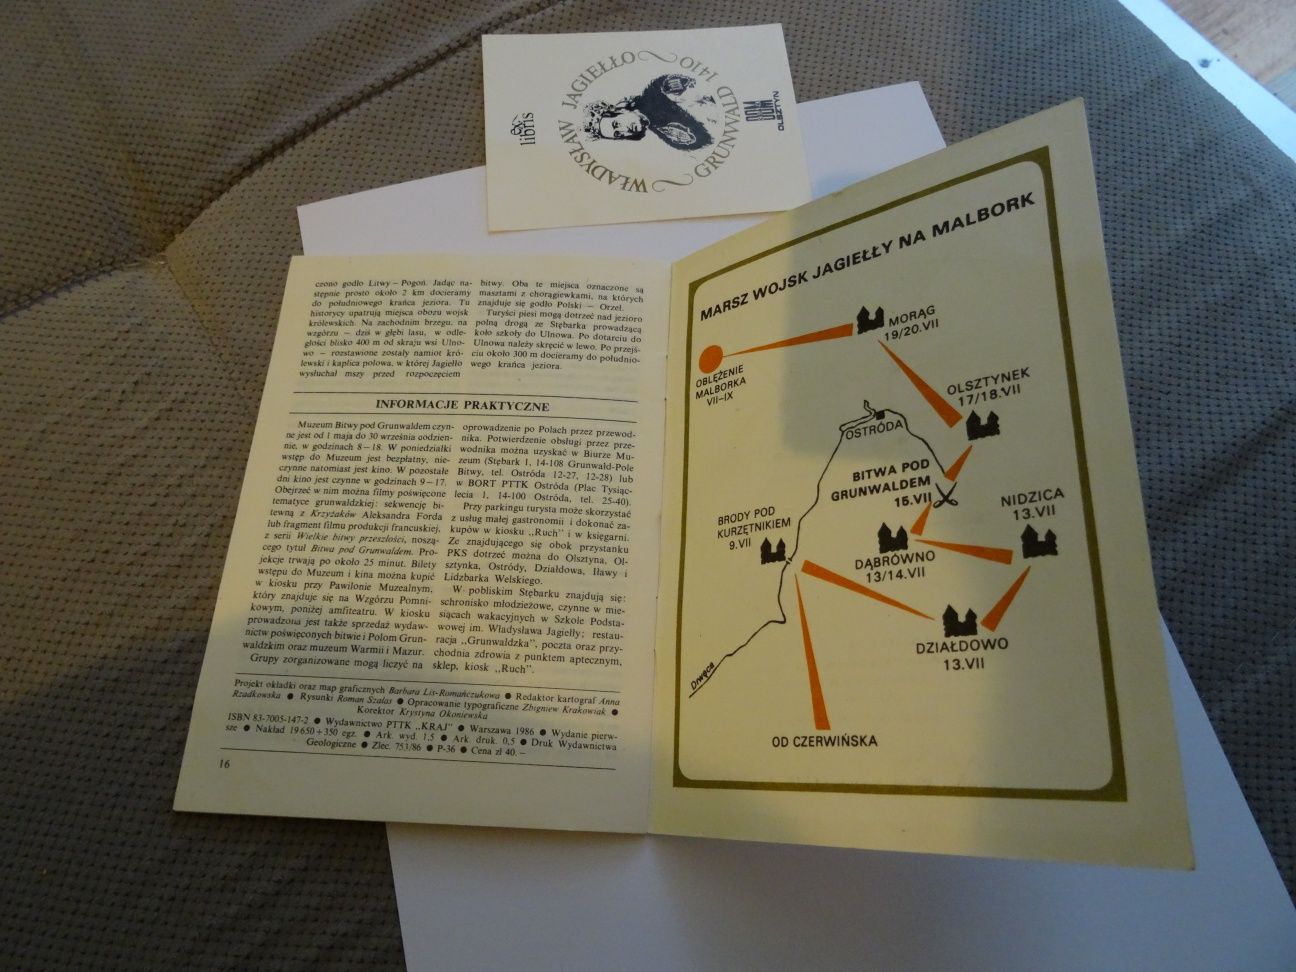 ex
libris
WŁADYSŁAW JAGIEŁŁO
GRUNWALD 1410
DOM
OLSZTYN
ceono godło Litwy – Pogoń. Jadąc na-
stępnie prosto około 2 km docieramy
do południowego krańca jeziora. Tu
historycy upatrują miejsca obozu wojsk
królewskich. Na zachodnim brzegu, na
wzgórzu – dziś w głębi lasu, w odle-
głości blisko 400 m od skraju wsi Ulno-
wo – rozstawione zostały namiot kró-
lewski i kaplica polowa, w której Jagiełło
wysłuchał mszy przed rozpoczęciem
bitwy. Oba te miejsca oznaczone są
masztami z chorągiewkami, na których
znajduje się godło Polski – Orzeł.
Turyści piesi mogą dotrzeć nad jezioro
polną drogą ze Stębarka prowadzącą
koło szkoły do Ulnowa. Po dotarciu do
Ulnowa należy skręcić w lewo. Po przejś-
ciu około 300 m docieramy do południo-
wego krańca jeziora.
INFORMACJE PRAKTYCZNE
Muzeum Bitwy pod Grunwaldem czyn-
ne jest od 1 maja do 30 września codzien-
nie, w godzinach 8–18. W poniedziałki
wstęp do Muzeum jest bezpłatny, nie-
czynne natomiast jest kino. W pozostałe
dni kino jest czynne w godzinach 9–17.
Obejrzeć w nim można filmy poświęcone
tematyce grunwaldzkiej: sekwencję bi-
tewną z Krzyżaków Aleksandra Forda
lub fragment filmu produkcji francuskiej,
z serii Wielkie bitwy przeszłości, noszą-
cego tytuł Bitwa pod Grunwaldem. Pro-
jekcje trwają po około 25 minut. Bilety
wstępu do Muzeum i kina można kupić
w kiosku przy Pawilonie Muzealnym,
który znajduje się na Wzgórzu Pomni-
kowym, poniżej amfiteatru. W kiosku
prowadzona jest także sprzedaż wydaw-
nictw poświęconych bitwie i Polom Grun-
waldzkim oraz muzeum Warmii i Mazur.
Grupy zorganizowane mogą liczyć na
oprowadzenie po Polach przez przewod-
nika. Potwierdzenie obsługi przez prze-
wodnika można uzyskać w Biurze Mu-
zeum (Stębark 1, 14-108 Grunwald-Pole
Bitwy, tel. Ostróda 12-27, 12-28) lub
w BORT PTTK Ostróda (Plac Tysiąc-
lecia 1, 14-100 Ostróda, tel. 25-40).
Przy parkingu turysta może skorzystać
z usług małej gastronomii i dokonać za-
kupów w kiosku „Ruch” i w księgarni.
Ze znajdującego się obok przystanku
PKS dotrzeć można do Olsztyna, Ol-
sztynka, Ostródy, Działdowa, Iławy i
Lidzbarka Welskiego.
W pobliskim Stębarku znajdują się:
schronisko młodzieżowe, czynne w mie-
siącach wakacyjnych w Szkole Podsta-
wowej im. Władysława Jagiełły; restau-
racja „Grunwaldzka”, poczta oraz przy-
chodnia zdrowia z punktem aptecznym,
sklep, kiosk „Ruch”.
Projekt okładki oraz map graficznych Barbara Lis-Romańczukowa ● Redaktor kartograf Anna
Rzadkowska ● Rysunki Roman Szałas ● Opracowanie typograficzne Zbigniew Krakowiak ●
Korektor Krystyna Okoniewska
ISBN 83-7005-147-2 ● Wydawnictwo PTTK „KRAJ” ● Warszawa 1986 ● Wydanie pierw-
sze ● Nakład 19 650 + 350 egz. ● Ark. wyd. 1,5 ● Ark. druk. 0,5 ● Druk Wydawnictwa
Geologiczne ● Zlec. 753/86 ● P-36 ● Cena zł 40.–
16
MARSZ WOJSK JAGIEŁŁY NA MALBORK
MORĄG
19/20.VII
OBLĘŻENIE
MALBORKA
VII–IX
OLSZTYNEK
17/18.VII
OSTRÓDA
BITWA POD
GRUNWALDEM
15.VII
NIDZICA
13.VII
BRODY POD
KURZĘTNIKIEM
9.VII
DĄBRÓWNO
13/14.VII
DZIAŁDOWO
13.VII
Drwęca
OD CZERWIŃSKA